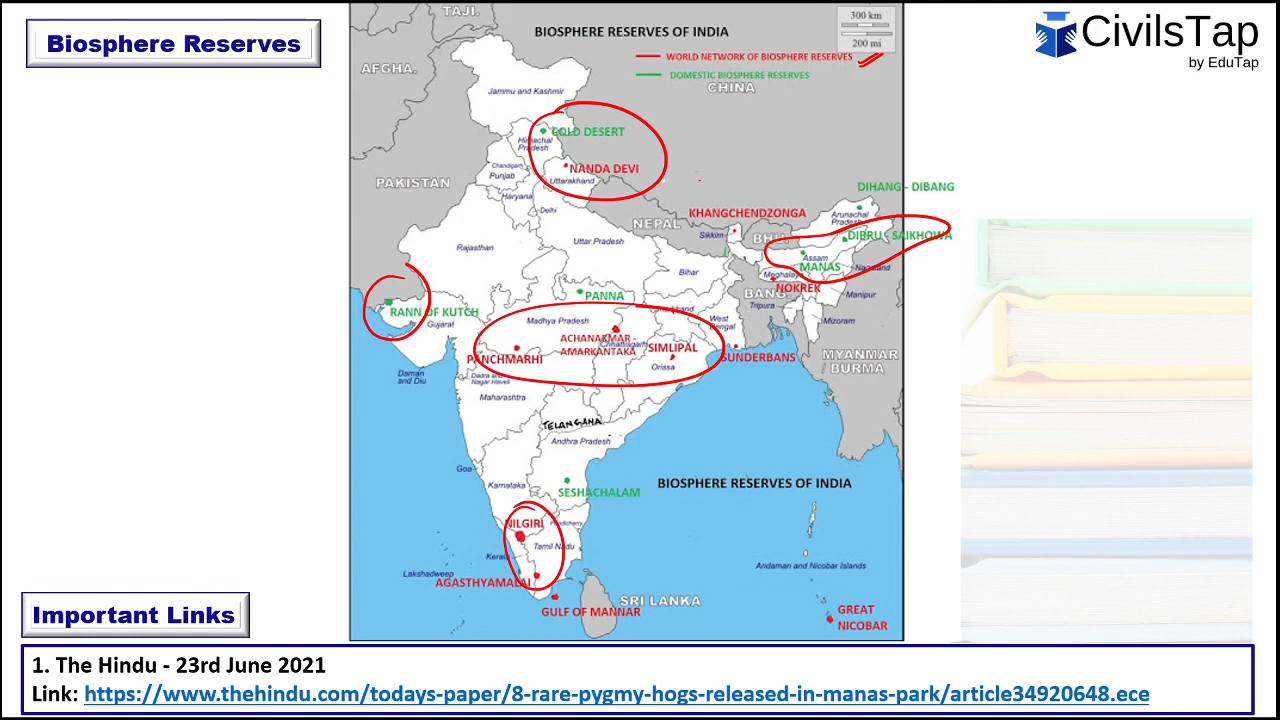 Biosphere Reserves
CivilsTap
by EduTap
TAJI.
BIOSPHERE RESERVES OF INDIA
300 km
200 mi
WORLD NETWORK OF BIOSPHERE RESERVES
DOMESTIC BIOSPHERE RESERVES
AFGHA.
CHINA
Jammu and Kashmir
COLD DESERT
Himachal
Pradesh
Chandigarh
Punjab
NANDA DEVI
Uttarakhand
PAKISTAN
Haryana
Delhi
DIHANG - DIBANG
KHANGCHENDZONGA
Arunachal
Pradesh
NEPAL
Sikkim
BHU.
DIBRU - SAIKHOWA
Rajasthan
Uttar Pradesh
Assam
MANAS
Nagaland
Bihar
Meghalaya
NOKREK
PANNA
BANG.
Manipur
RANN OF KUTCH
Tripura
Gujarat
Madhya Pradesh
West
Bengal
Mizoram
ACHANAKMAR -
AMARKANTAKA
Chhattisgarh
SIMLIPAL
PANCHMARHI
SUNDERBANS
MYANMAR
BURMA
Orissa
Daman
and Diu
Dadra and
Nagar Haveli
Maharashtra
TELANGANA
Andhra Pradesh
Goa
Karnataka
SESHACHALAM
BIOSPHERE RESERVES OF INDIA
NILGIRI
Tamil Nadu
Kerala
Lakshadweep
AGASTHYAMALAI
Andaman and Nicobar Islands
GULF OF MANNAR
SRI LANKA
GREAT
NICOBAR
Important Links
1. The Hindu - 23rd June 2021
Link: https://www.thehindu.com/todays-paper/8-rare-pygmy-hogs-released-in-manas-park/article34920648.ece